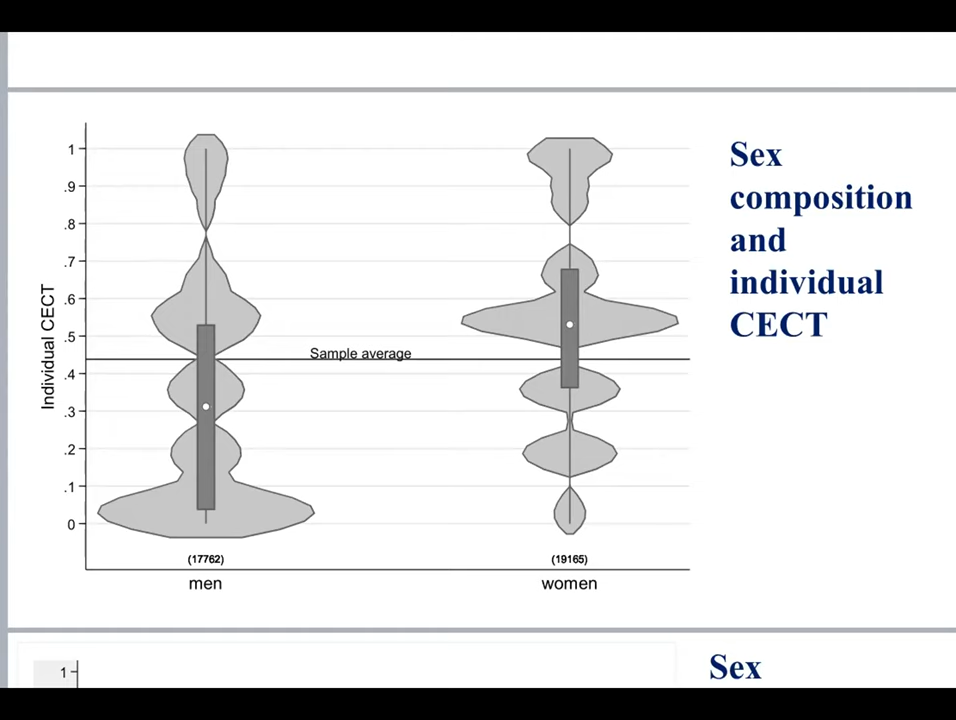 Sex
composition
and
individual
CECT
Individual CECT
1
.9
.8
.7
.6
.5
.4
.3
.2
.1
0
Sample average
(17762)
(19165)
men
women
1
Sex